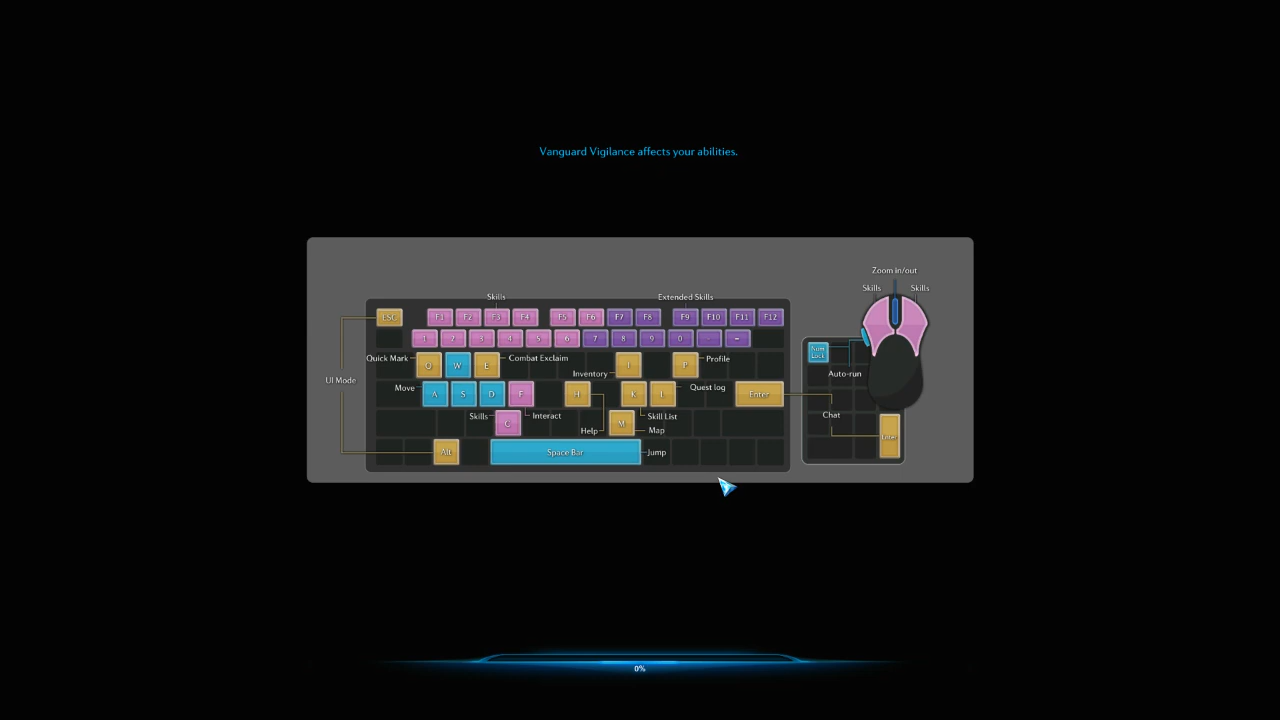 Vanguard Vigilance affects your abilities.
Zoom in/out
Skills Skills
Skills Extended Skills
ESC F1 F2 F3 F4 F5 F6 F7 F8 F9 F10 F11 F12
1 2 3 4 5 6 7 8 9 0 - =
Num Lock
Quick Mark Q W E Combat Exclaim I P Profile
Inventory
Auto-run
UI Mode
Move A S D F H K L Quest log Enter
Skills C Interact M Skill List
Chat
Help Map
Enter
Alt Space Bar Jump
0%